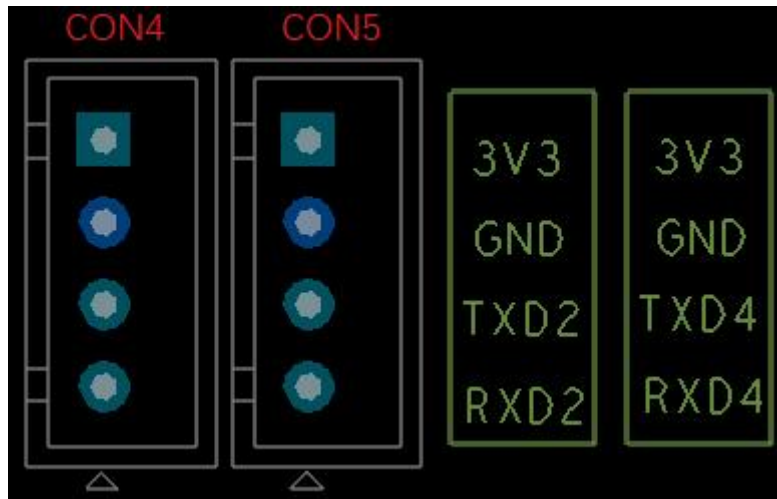 CON4 CON5
3V3 3V3
GND GND
TXD2 TXD4
RXD2 RXD4